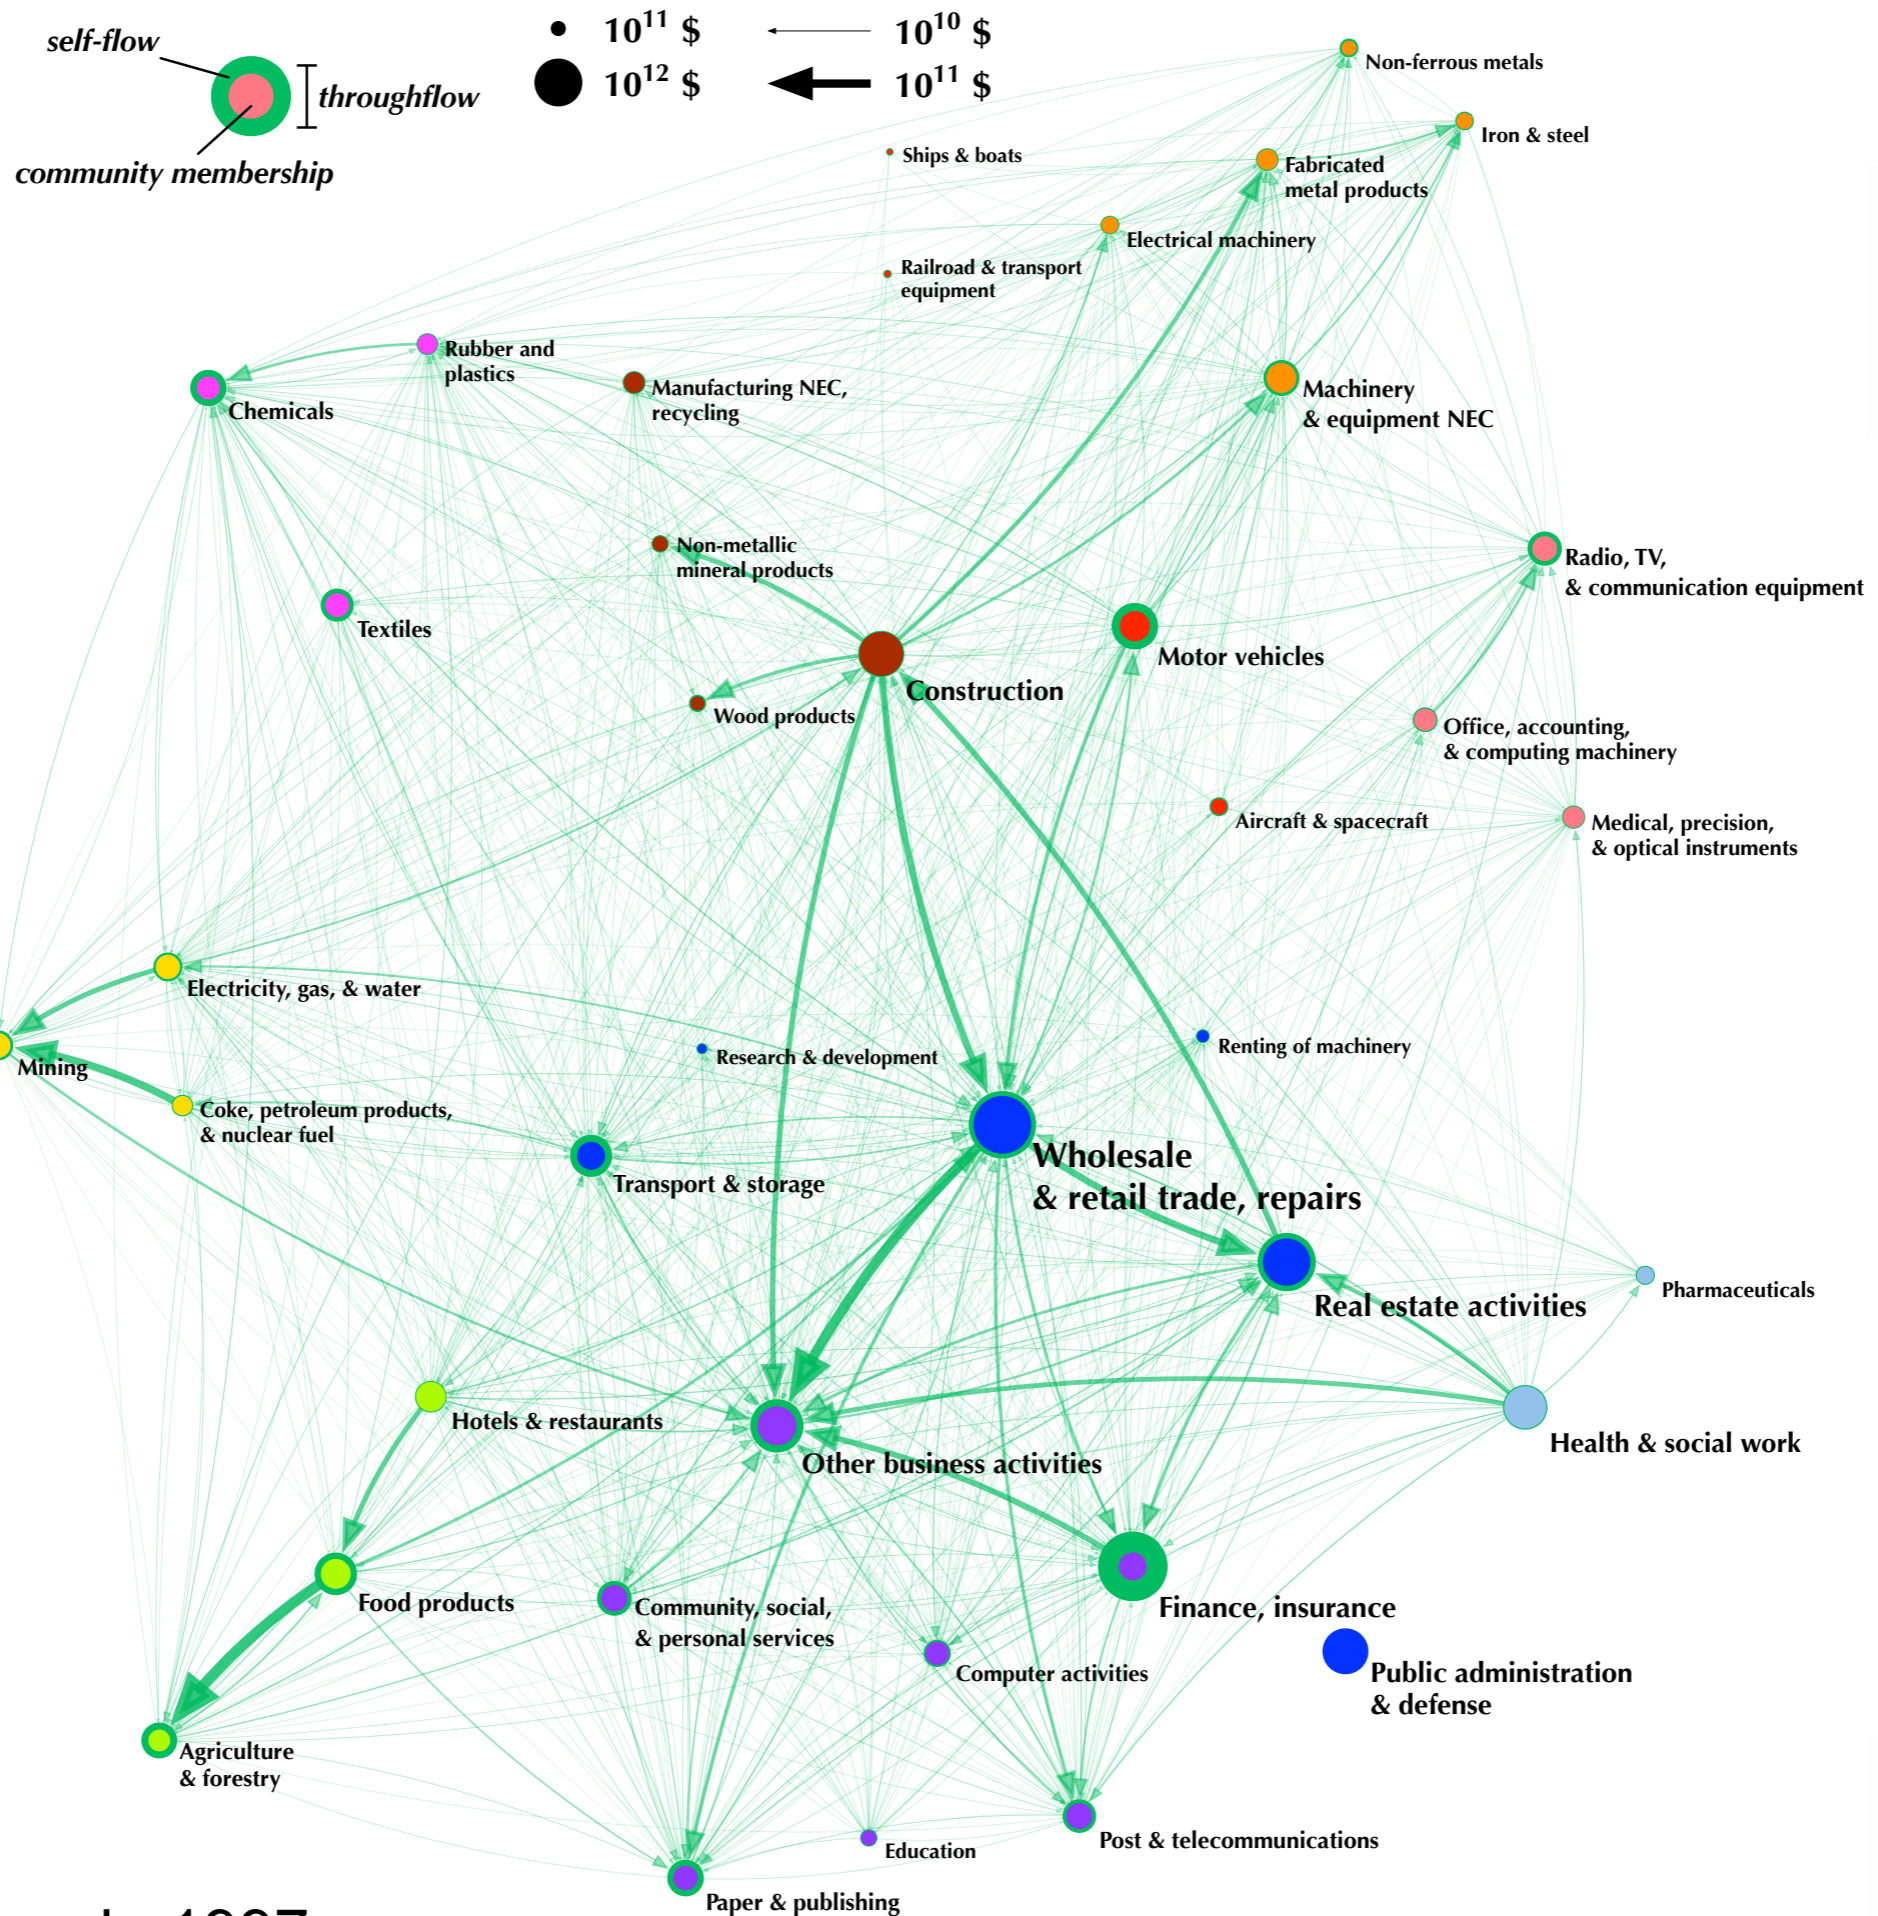 self-flow
throughflow
community membership
10¹¹ $
10¹² $
10¹⁰ $
10¹¹ $
Non-ferrous metals
Iron & steel
Ships & boats
Fabricated
metal products
Electrical machinery
Railroad & transport
equipment
Rubber and
plastics
Chemicals
Manufacturing NEC,
recycling
Machinery
& equipment NEC
Non-metallic
mineral products
Radio, TV,
& communication equipment
Textiles
Motor vehicles
Construction
Wood products
Office, accounting,
& computing machinery
Aircraft & spacecraft
Medical, precision,
& optical instruments
Electricity, gas, & water
Mining
Research & development
Renting of machinery
Coke, petroleum products,
& nuclear fuel
Transport & storage
Wholesale
& retail trade, repairs
Pharmaceuticals
Real estate activities
Hotels & restaurants
Health & social work
Other business activities
Food products
Community, social,
& personal services
Finance, insurance
Computer activities
Public administration
& defense
Agriculture
& forestry
Post & telecommunications
Education
Paper & publishing